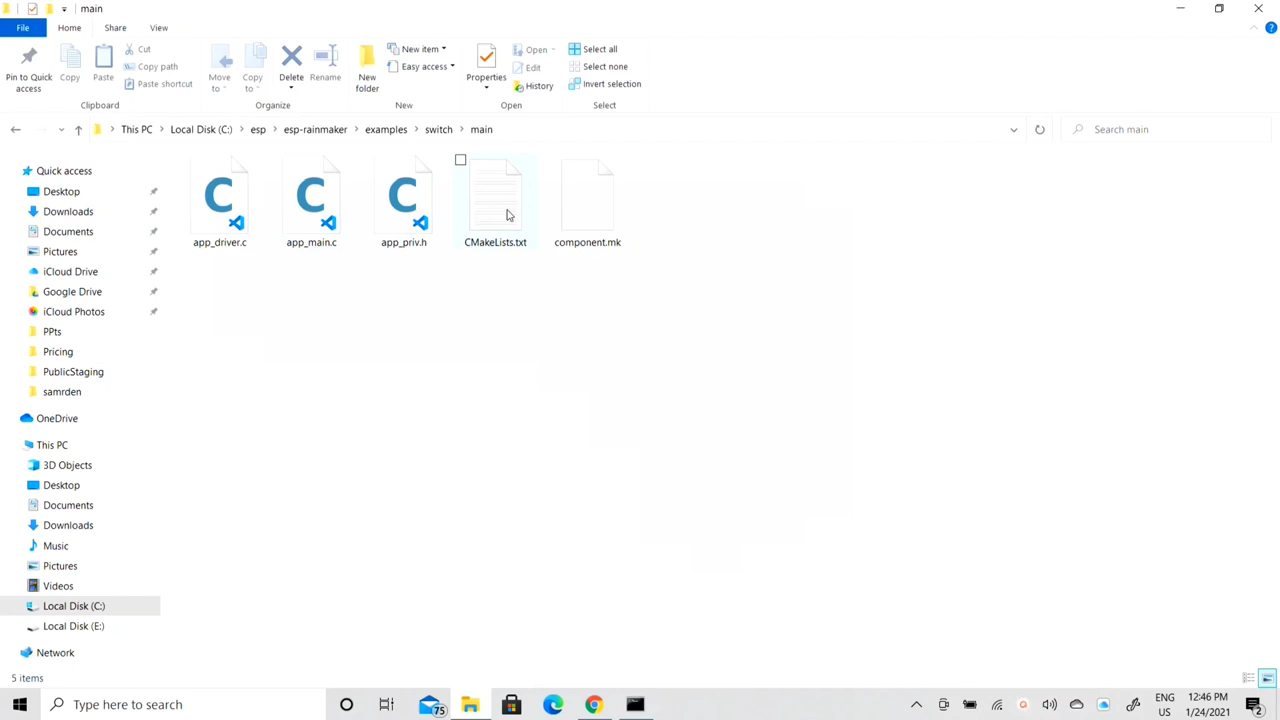 main
File Home Share View
Pin to Quick access
Copy
Paste
Cut
Copy path
Paste shortcut
Clipboard
Move to
Copy to
Delete
Rename
Organize
New folder
New item
Easy access
New
Properties
Open
Edit
History
Open
Select all
Select none
Invert selection
Select
This PC Local Disk (C:) esp esp-rainmaker examples switch main
Search main
Quick access
Desktop
Downloads
Documents
Pictures
iCloud Drive
Google Drive
iCloud Photos
PPts
Pricing
PublicStaging
samrden
OneDrive
This PC
3D Objects
Desktop
Documents
Downloads
Music
Pictures
Videos
Local Disk (C:)
Local Disk (E:)
Network
C C C
app_driver.c app_main.c app_priv.h CMakeLists.txt component.mk
5 items
Type here to search
75
ENG
US
12:46 PM
1/24/2021
2